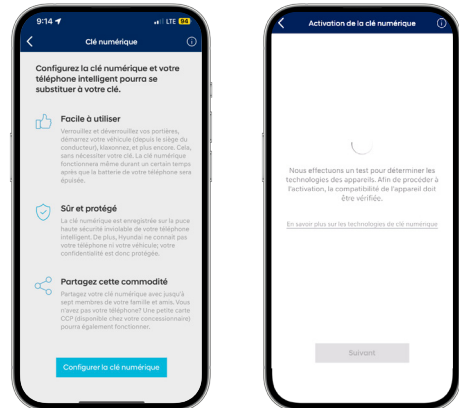 9:14
LTE 94
Clé numérique
Configurez la clé numérique et votre
téléphone intelligent pourra se
substituer à votre clé.
Facile à utiliser
Verrouillez et déverrouillez vos portières,
démarrez votre véhicule (depuis le siège du
conducteur), klaxonnez, et plus encore. Cela,
sans nécessiter votre clé. La clé numérique
fonctionnera même durant un certain temps
après que la batterie de votre téléphone sera
épuisée.
Sûr et protégé
La clé numérique est enregistrée sur la puce
haute sécurité inviolable de votre téléphone
intelligent. De plus, Hyundai ne connait pas
votre téléphone ni votre véhicule; votre
confidentialité est donc protégée.
Partagez cette commodité
Partagez votre clé numérique avec jusqu'à
sept membres de votre famille et amis. Vous
n'avez pas votre téléphone? Une petite carte
CCP (disponible chez votre concessionnaire)
pourra également fonctionner.
Configurer la clé numérique
Activation de la clé numérique
Nous effectuons un test pour déterminer les
technologies des appareils. Afin de procéder à
l'activation, la compatibilité de l'appareil doit
être vérifiée.
En savoir plus sur les technologies de clé numérique
Suivant